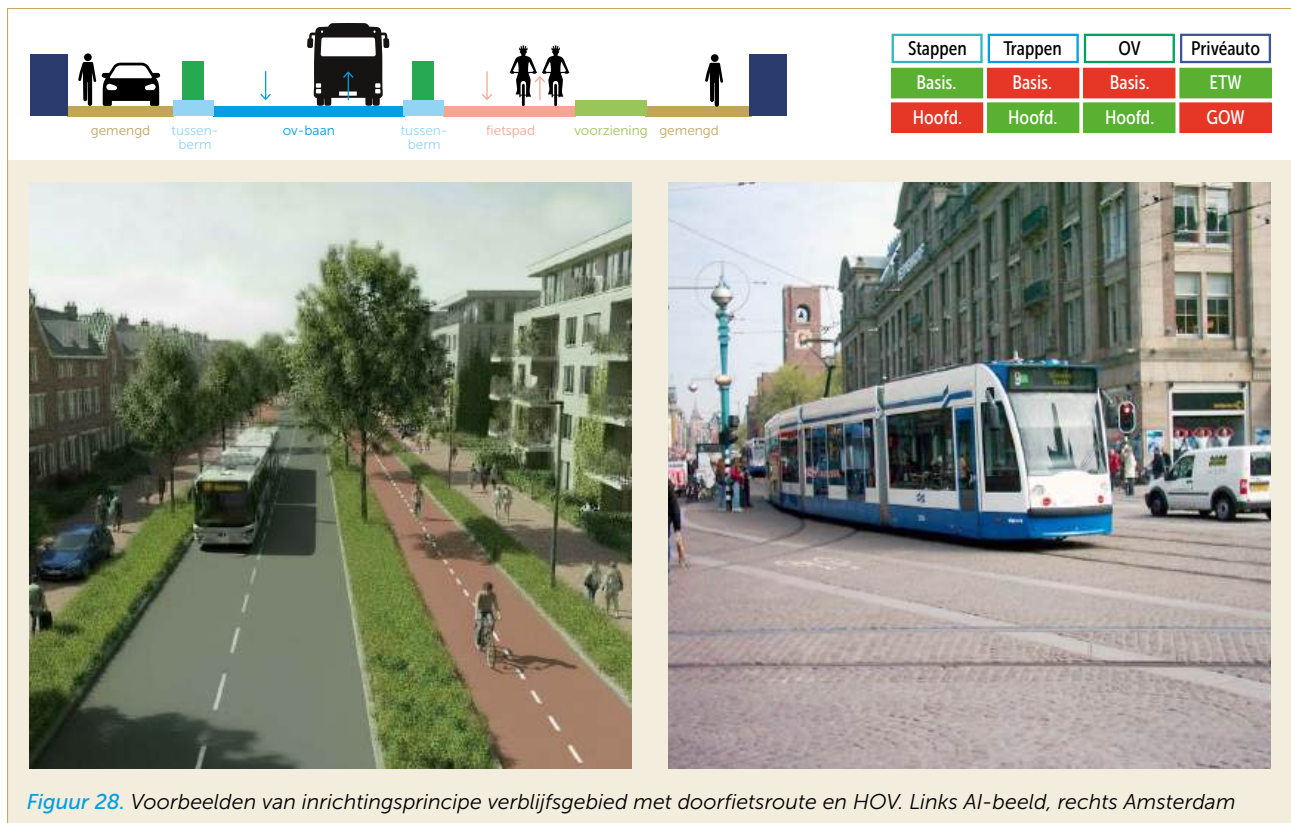 gemengd tussen- ov-baan tussen- fietspad voorziening gemengd
berm berm
Stappen Trappen OV Privéauto
Basis. Basis. Basis. ETW
Hoofd. Hoofd. Hoofd. GOW
9
Figuur 28. Voorbeelden van inrichtingsprincipe verblijfsgebied met doorfietsroute en HOV. Links AI-beeld, rechts Amsterdam